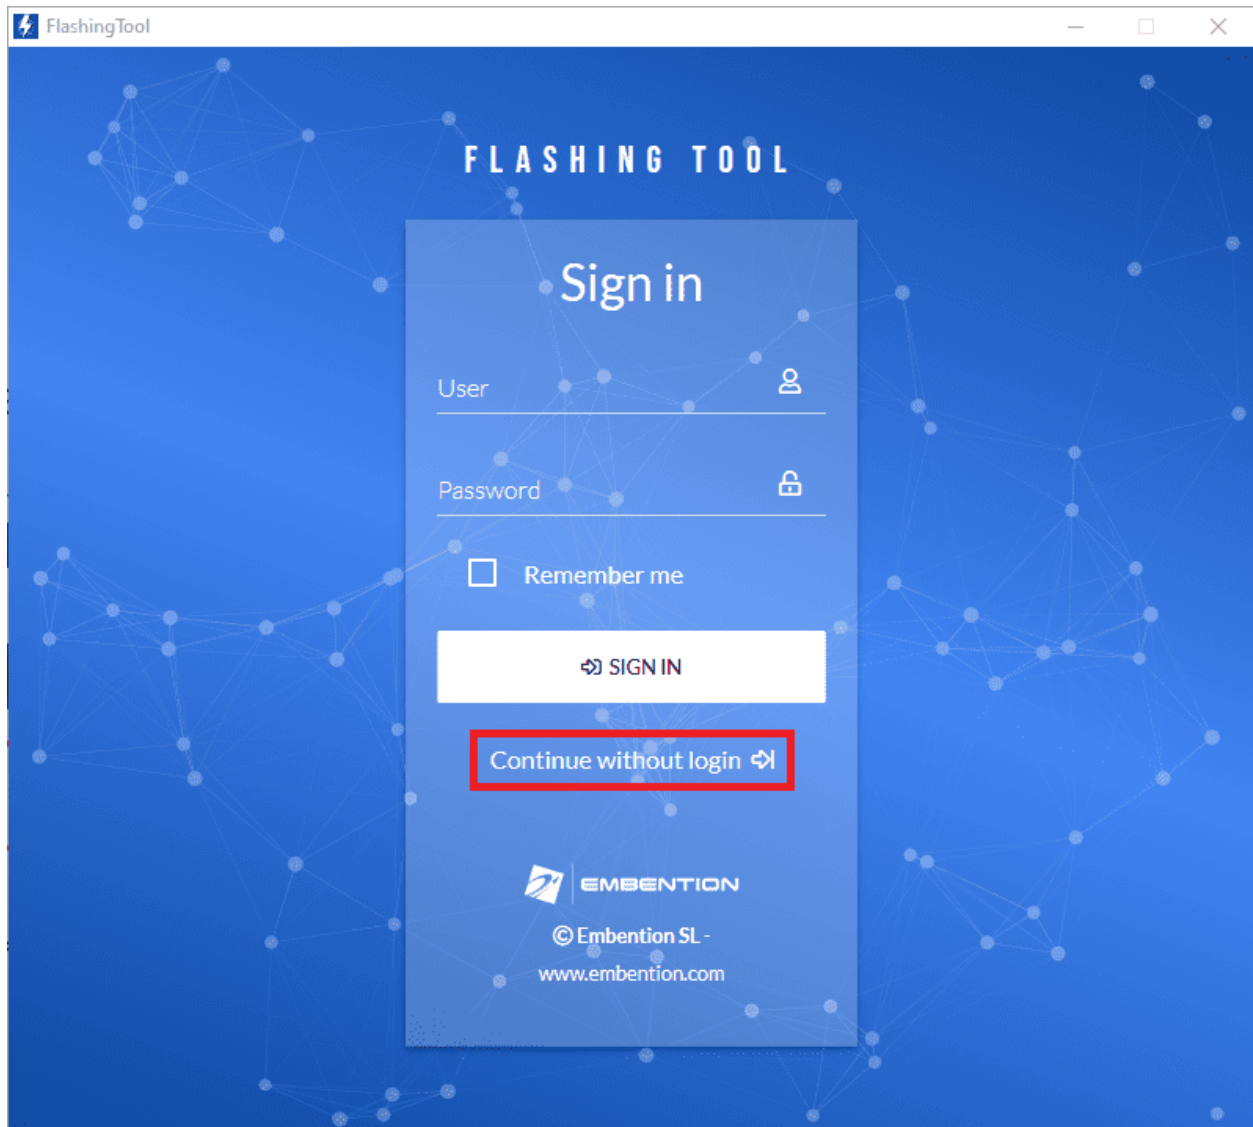 FlashingTool
FLASHING TOOL
Sign in
User
Password
Remember me
SIGN IN
Continue without login
EMBENTION
© Embention SL -
www.embention.com